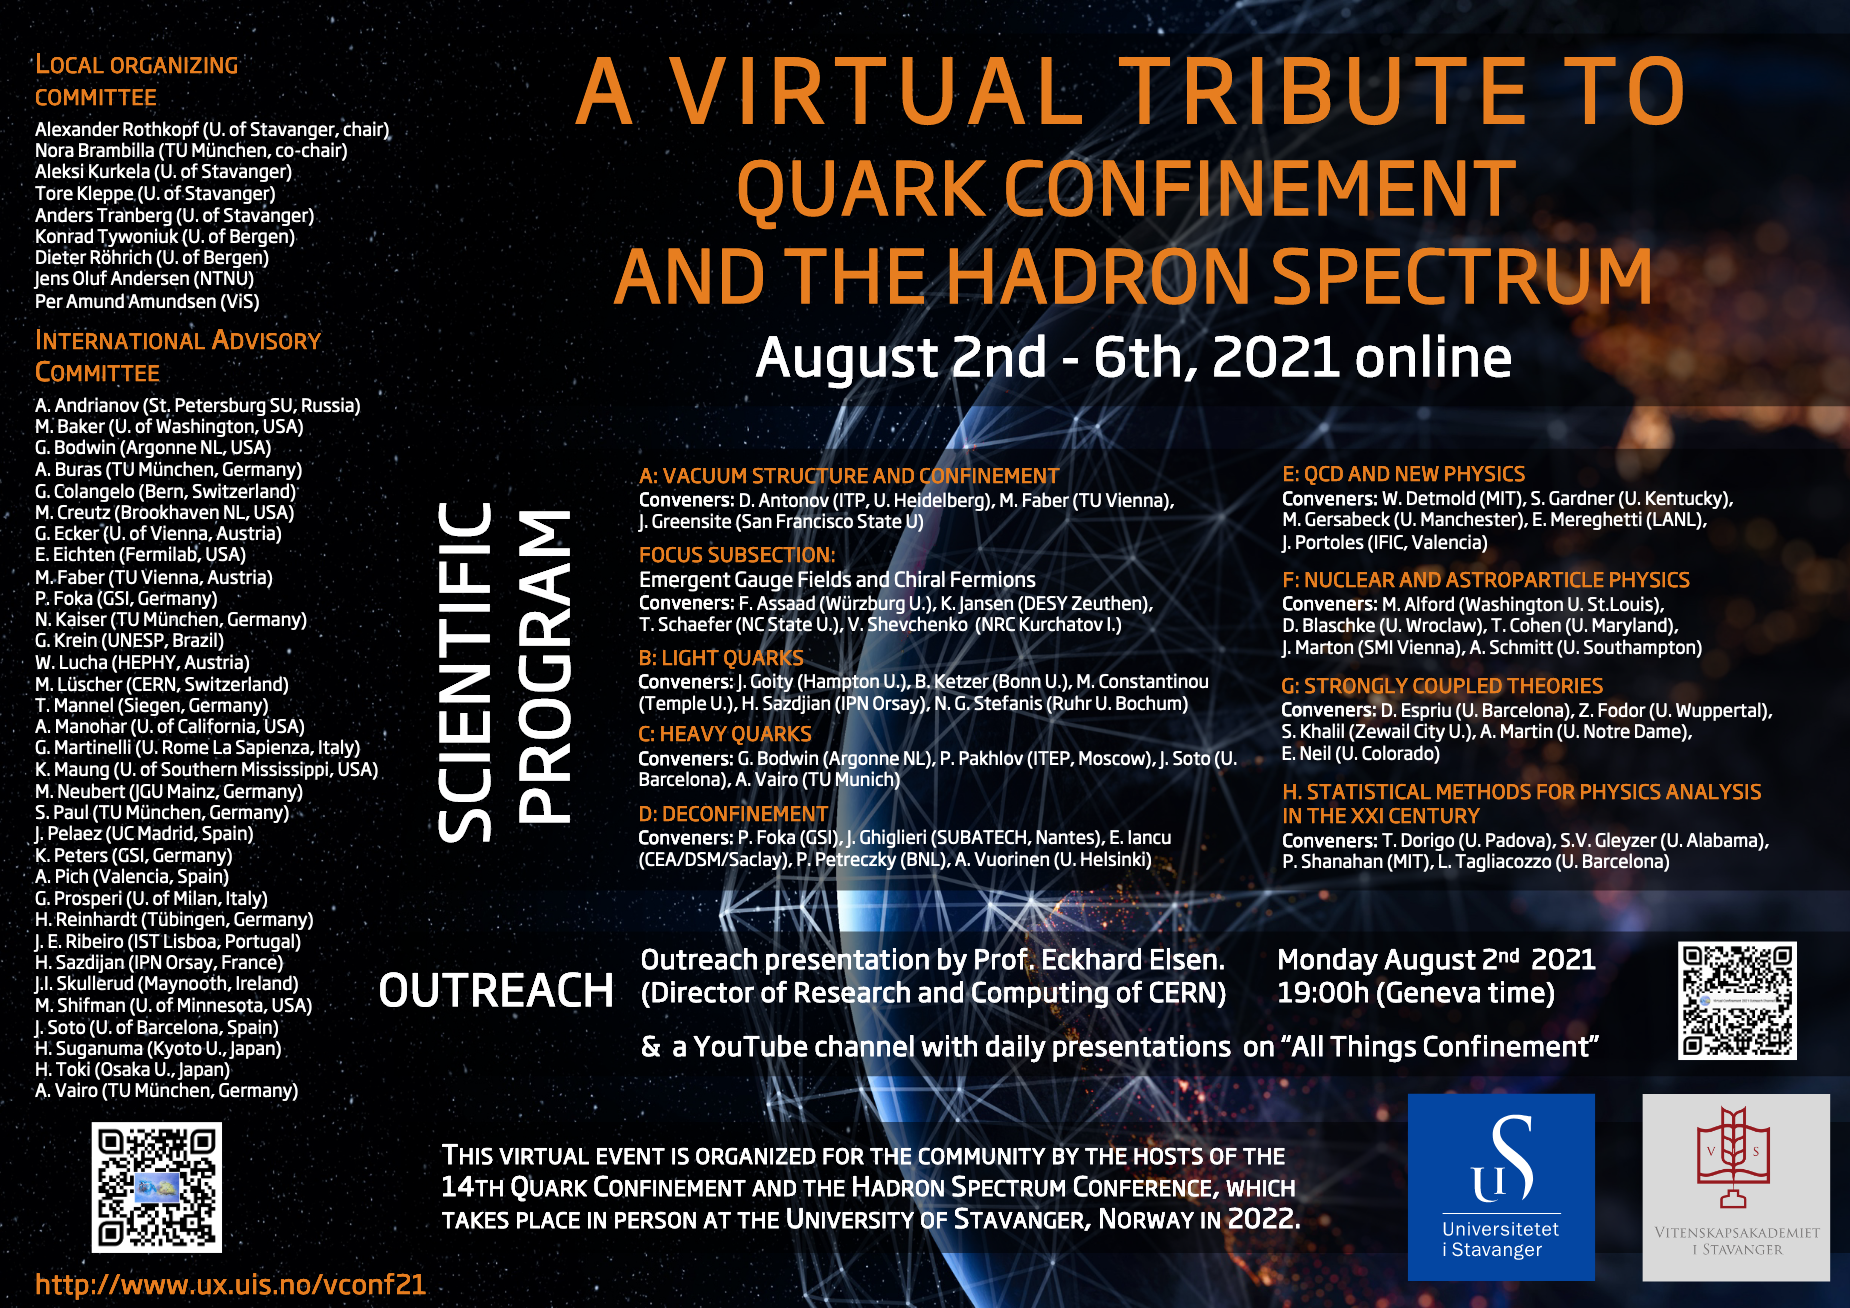 LOCAL ORGANIZING
COMMITTEE
Alexander Rothkopf (U. of Stavanger, chair)
Nora Brambilla (TU München, co-chair)
Aleksi Kurkela (U. of Stavanger)
Tore Kleppe (U. of Stavanger)
Anders Tranberg (U. of Stavanger)
Konrad Tywoniuk (U. of Bergen)
Dieter Röhrich (U. of Bergen)
Jens Oluf Andersen (NTNU)
Per Amund Amundsen (ViS)
INTERNATIONAL ADVISORY
COMMITTEE
A. Andrianov (St. Petersburg SU, Russia)
M. Baker (U. of Washington, USA)
G. Bodwin (Argonne NL, USA)
A. Buras (TU München, Germany)
G. Colangelo (Bern, Switzerland)
M. Creutz (Brookhaven NL, USA)
G. Ecker (U. of Vienna, Austria)
E. Eichten (Fermilab, USA)
M. Faber (TU Vienna, Austria)
P. Foka (GSI, Germany)
N. Kaiser (TU München, Germany)
G. Krein (UNESP, Brazil)
W. Lucha (HEPHY, Austria)
M. Lüscher (CERN, Switzerland)
T. Mannel (Siegen, Germany)
A. Manohar (U. of California, USA)
G. Martinelli (U. Rome La Sapienza, Italy)
K. Maung (U. of Southern Mississippi, USA)
M. Neubert (JGU Mainz, Germany)
S. Paul (TU München, Germany)
J. Pelaez (UC Madrid, Spain)
K. Peters (GSI, Germany)
A. Pich (Valencia, Spain)
G. Prosperi (U. of Milan, Italy)
H. Reinhardt (Tübingen, Germany)
J. E. Ribeiro (IST Lisboa, Portugal)
H. Sazdijan (IPN Orsay, France)
J.I. Skullerud (Maynooth, Ireland)
M. Shifman (U. of Minnesota, USA)
J. Soto (U. of Barcelona, Spain)
H. Suganuma (Kyoto U., Japan)
H. Toki (Osaka U., Japan)
A. Vairo (TU München, Germany)
http://www.ux.uis.no/vconf21
A VIRTUAL TRIBUTE TO
QUARK CONFINEMENT
AND THE HADRON SPECTRUM
August 2nd - 6th, 2021 online
SCIENTIFIC
PROGRAM
A: VACUUM STRUCTURE AND CONFINEMENT
Conveners: D. Antonov (ITP, U. Heidelberg), M. Faber (TU Vienna),
J. Greensite (San Francisco State U)
FOCUS SUBSECTION:
Emergent Gauge Fields and Chiral Fermions
Conveners: F. Assaad (Würzburg U.), K. Jansen (DESY Zeuthen),
T. Schaefer (NC State U.), V. Shevchenko (NRC Kurchatov I.)
B: LIGHT QUARKS
Conveners: J. Goity (Hampton U.), B. Ketzer (Bonn U.), M. Constantinou
(Temple U.), H. Sazdjian (IPN Orsay), N. G. Stefanis (Ruhr U. Bochum)
C: HEAVY QUARKS
Conveners: G. Bodwin (Argonne NL), P. Pakhlov (ITEP, Moscow), J. Soto (U.
Barcelona), A. Vairo (TU Munich)
D: DECONFINEMENT
Conveners: P. Foka (GSI), J. Ghiglieri (SUBATECH, Nantes), E. Iancu
(CEA/DSM/Saclay), P. Petreczky (BNL), A. Vuorinen (U. Helsinki)
E: QCD AND NEW PHYSICS
Conveners: W. Detmold (MIT), S. Gardner (U. Kentucky),
M. Gersabeck (U. Manchester), E. Mereghetti (LANL),
J. Portoles (IFIC, Valencia)
F: NUCLEAR AND ASTROPARTICLE PHYSICS
Conveners: M. Alford (Washington U. St.Louis),
D. Blaschke (U. Wroclaw), T. Cohen (U. Maryland),
J. Marton (SMI Vienna), A. Schmitt (U. Southampton)
G: STRONGLY COUPLED THEORIES
Conveners: D. Espriu (U. Barcelona), Z. Fodor (U. Wuppertal),
S. Khalil (Zewail City U.), A. Martin (U. Notre Dame),
E. Neil (U. Colorado)
H. STATISTICAL METHODS FOR PHYSICS ANALYSIS
IN THE XXI CENTURY
Conveners: T. Dorigo (U. Padova), S.V. Gleyzer (U. Alabama),
P. Shanahan (MIT), L. Tagliacozzo (U. Barcelona)
OUTREACH
Outreach presentation by Prof. Eckhard Elsen.
(Director of Research and Computing of CERN)
Monday August 2nd 2021
19:00h (Geneva time)
& a YouTube channel with daily presentations on “All Things Confinement”
THIS VIRTUAL EVENT IS ORGANIZED FOR THE COMMUNITY BY THE HOSTS OF THE
14TH QUARK CONFINEMENT AND THE HADRON SPECTRUM CONFERENCE, WHICH
TAKES PLACE IN PERSON AT THE UNIVERSITY OF STAVANGER, NORWAY IN 2022.
UiS
Universitetet
i Stavanger
V S
VITENSKAPSAKADEMIET
I STAVANGER